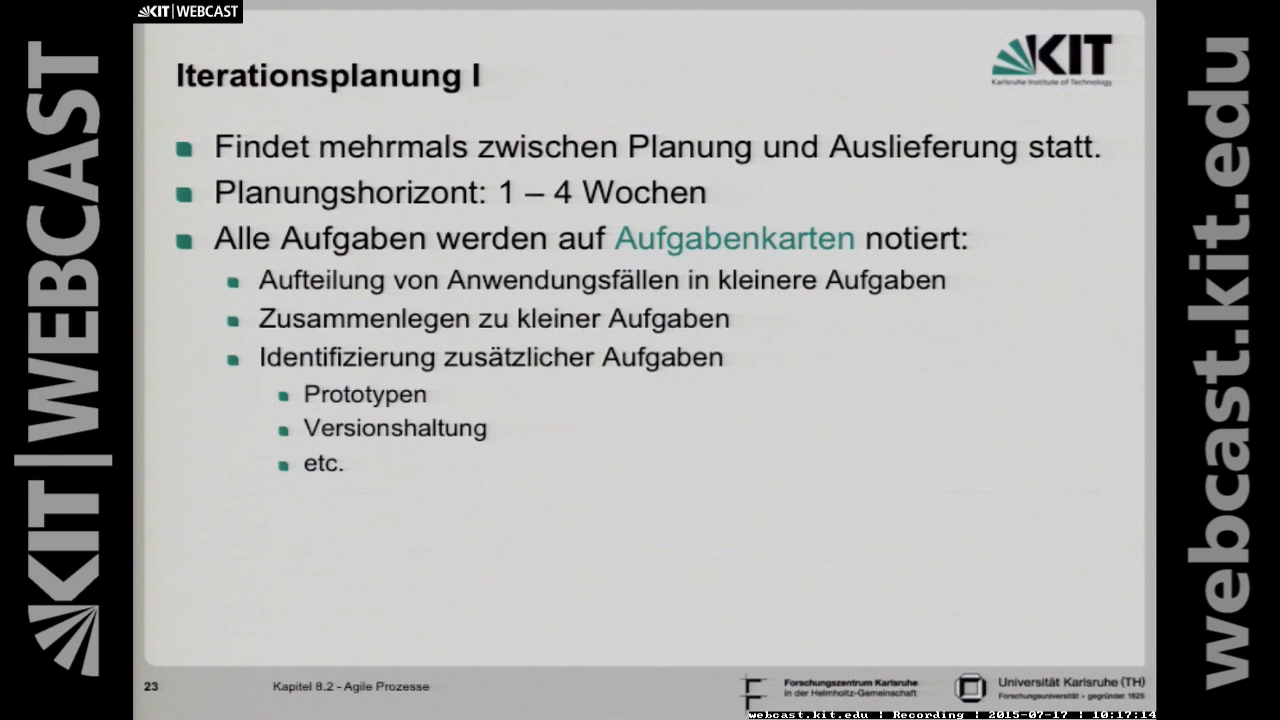 KIT|WEBCAST
KIT|WEBCAST
KIT
Karlsruhe Institute of Technology
Iterationsplanung I
Findet mehrmals zwischen Planung und Auslieferung statt.
Planungshorizont: 1 – 4 Wochen
Alle Aufgaben werden auf Aufgabenkarten notiert:
Aufteilung von Anwendungsfällen in kleinere Aufgaben
Zusammenlegen zu kleiner Aufgaben
Identifizierung zusätzlicher Aufgaben
Prototypen
Versionshaltung
etc.
23
Kapitel 8.2 - Agile Prozesse
Forschungszentrum Karlsruhe
in der Helmholtz-Gemeinschaft
Universität Karlsruhe (TH)
Forschungsuniversität - gegründet 1825
webcast.kit.edu | Recording | 2015-07-17 | 10:17:14
webcast.kit.edu